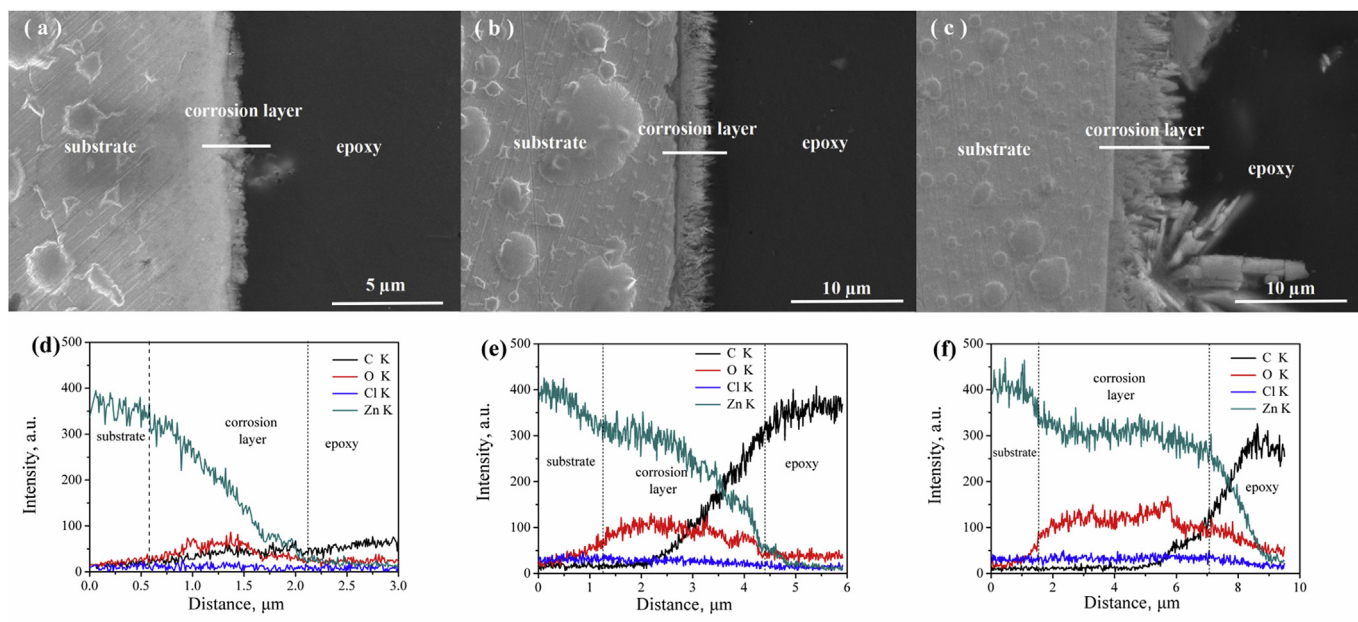 ( a )
corrosion layer
substrate
epoxy
5 μm
( b )
corrosion layer
substrate
epoxy
10 μm
( c )
corrosion layer
substrate
epoxy
10 μm
(d)
500
400
300
200
100
0
Intensity, a.u.
C K
O K
Cl K
Zn K
substrate
corrosion
layer
epoxy
0.0 0.5 1.0 1.5 2.0 2.5 3.0
Distance, μm
(e)
500
400
300
200
100
0
Intensity, a.u.
C K
O K
Cl K
Zn K
substrate
corrosion
layer
epoxy
0 1 2 3 4 5 6
Distance, μm
(f)
500
400
300
200
100
0
Intensity, a.u.
C K
O K
Cl K
Zn K
corrosion
layer
substrate
epoxy
0 2 4 6 8 10
Distance, μm